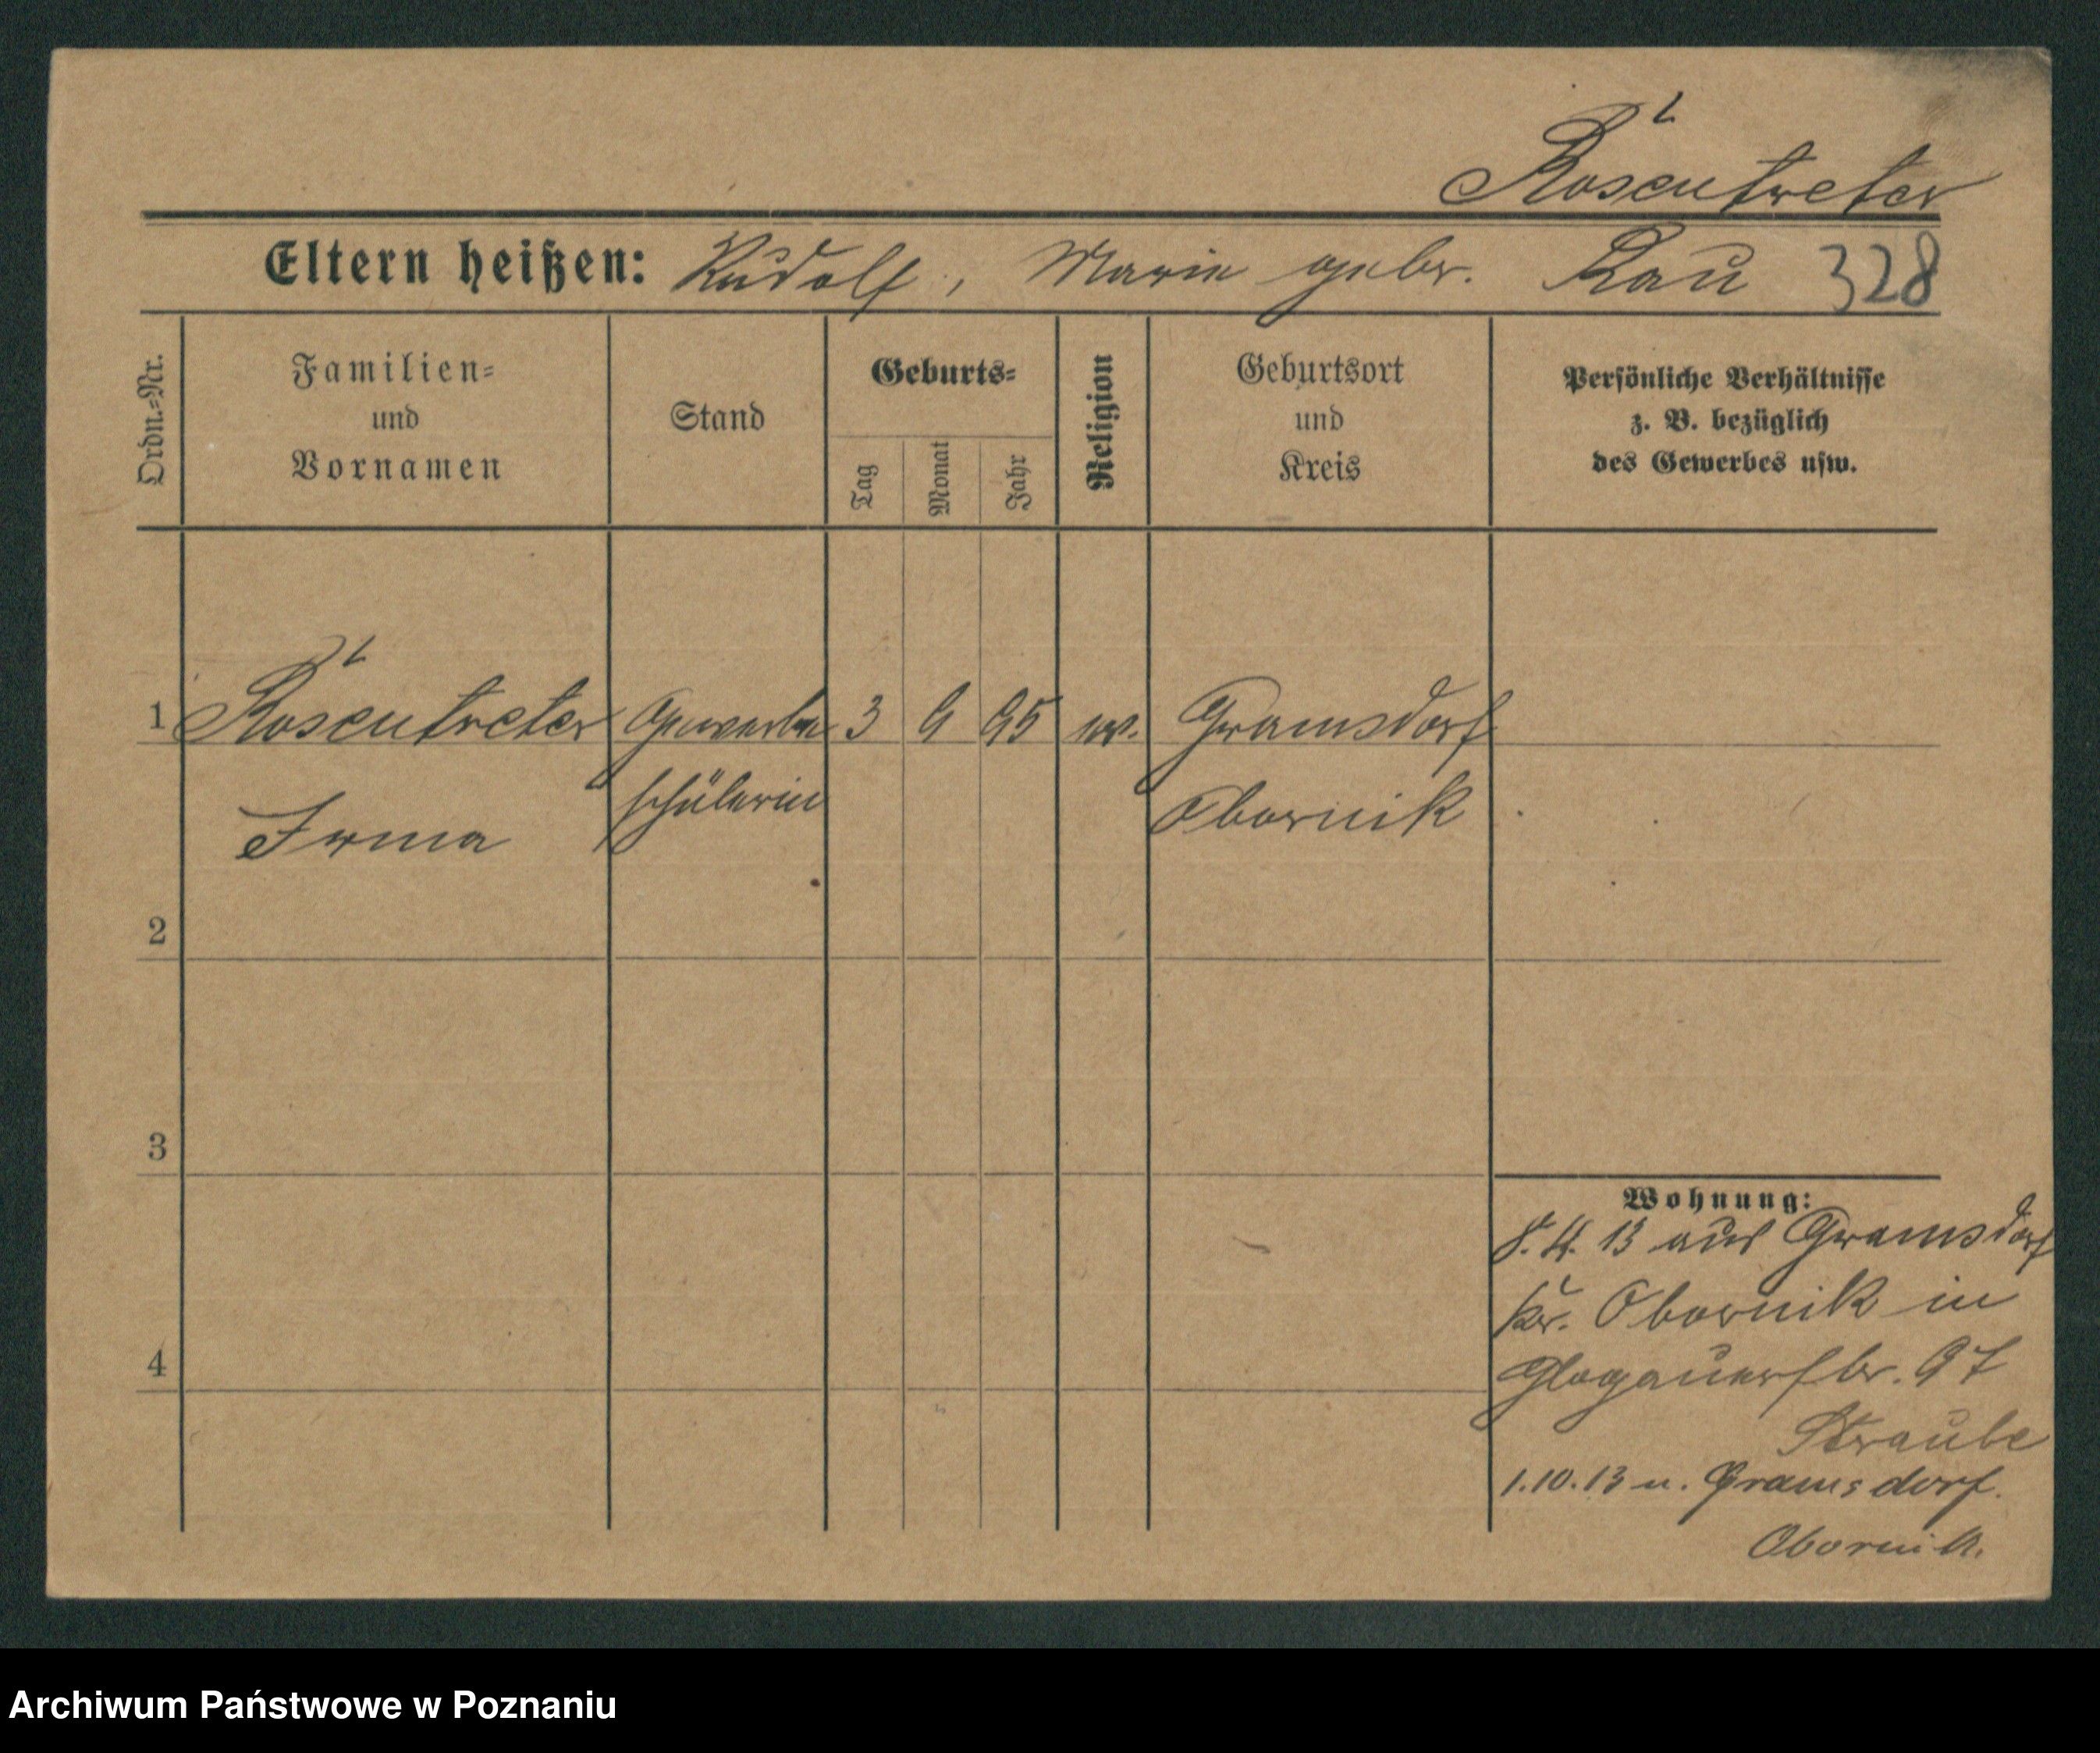 Rosentreter
Eltern heißen: Rudolf, Marie gebr. Rau 328
Ordn.-Nr.
Familien-
und
Vornamen
Stand
Geburts-
Tag
Monat
Jahr
Religion
Geburtsort
und
Kreis
Persönliche Verhältnisse
z. B. bezüglich
des Gewerbes usw.
1 Rosentreter Gewerbe 3 9 95 ev. Gramsdorf
Irma schülerin Obornik
2
3
4
Wohnung:
8. 4. 13 aus Gramsdorf
Kr. Obornik in
Glogauerstr. 97
Straube
1.10.13 n. Gramsdorf.
Obornik.
Archiwum Państwowe w Poznaniu